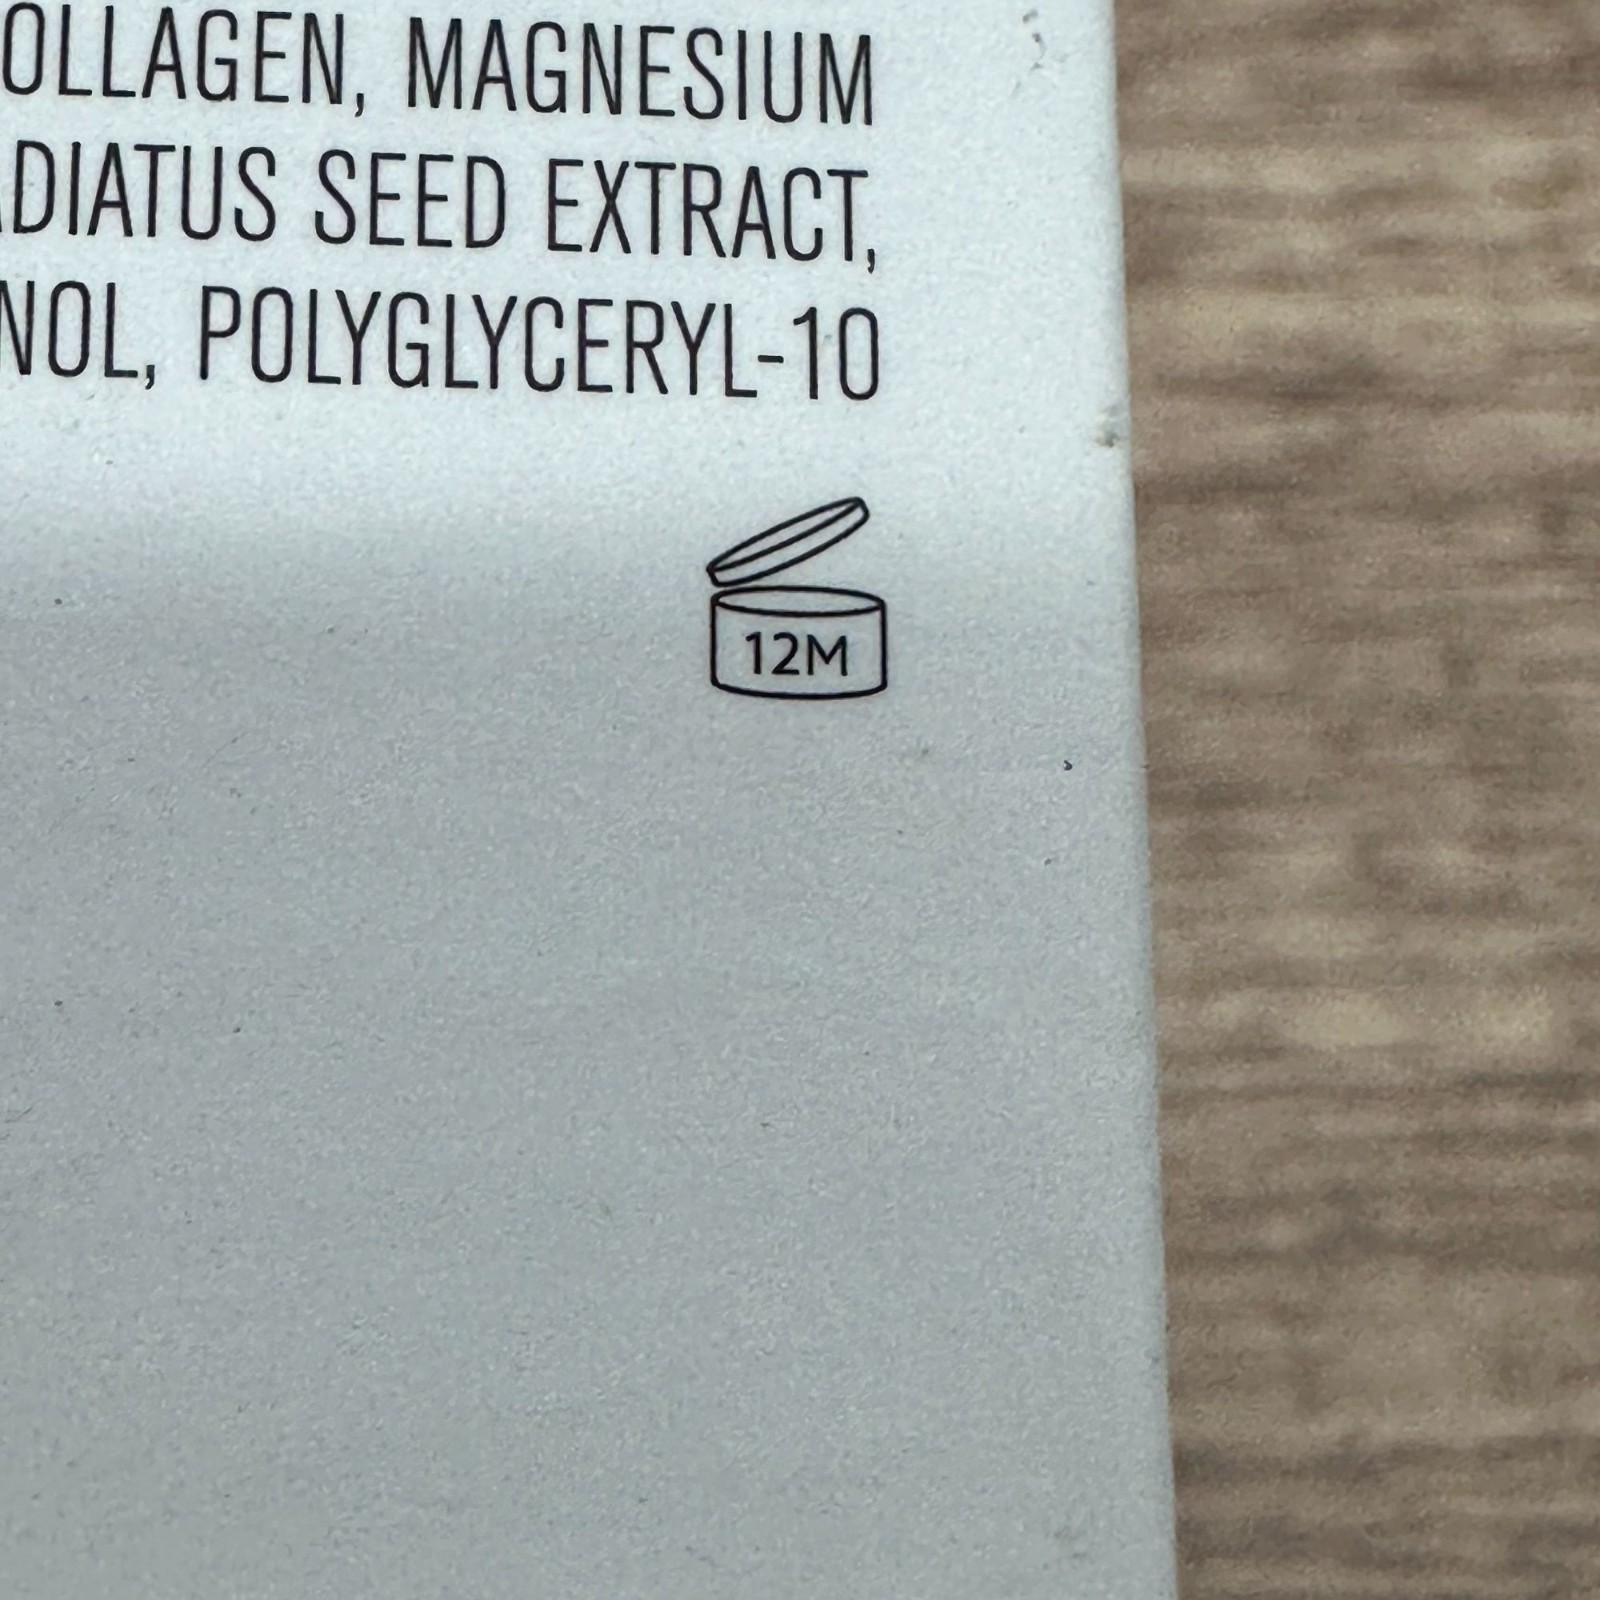 OLLAGEN, MAGNESIUM
ADIATUS SEED EXTRACT,
NOL, POLYGLYCERYL-10
12M